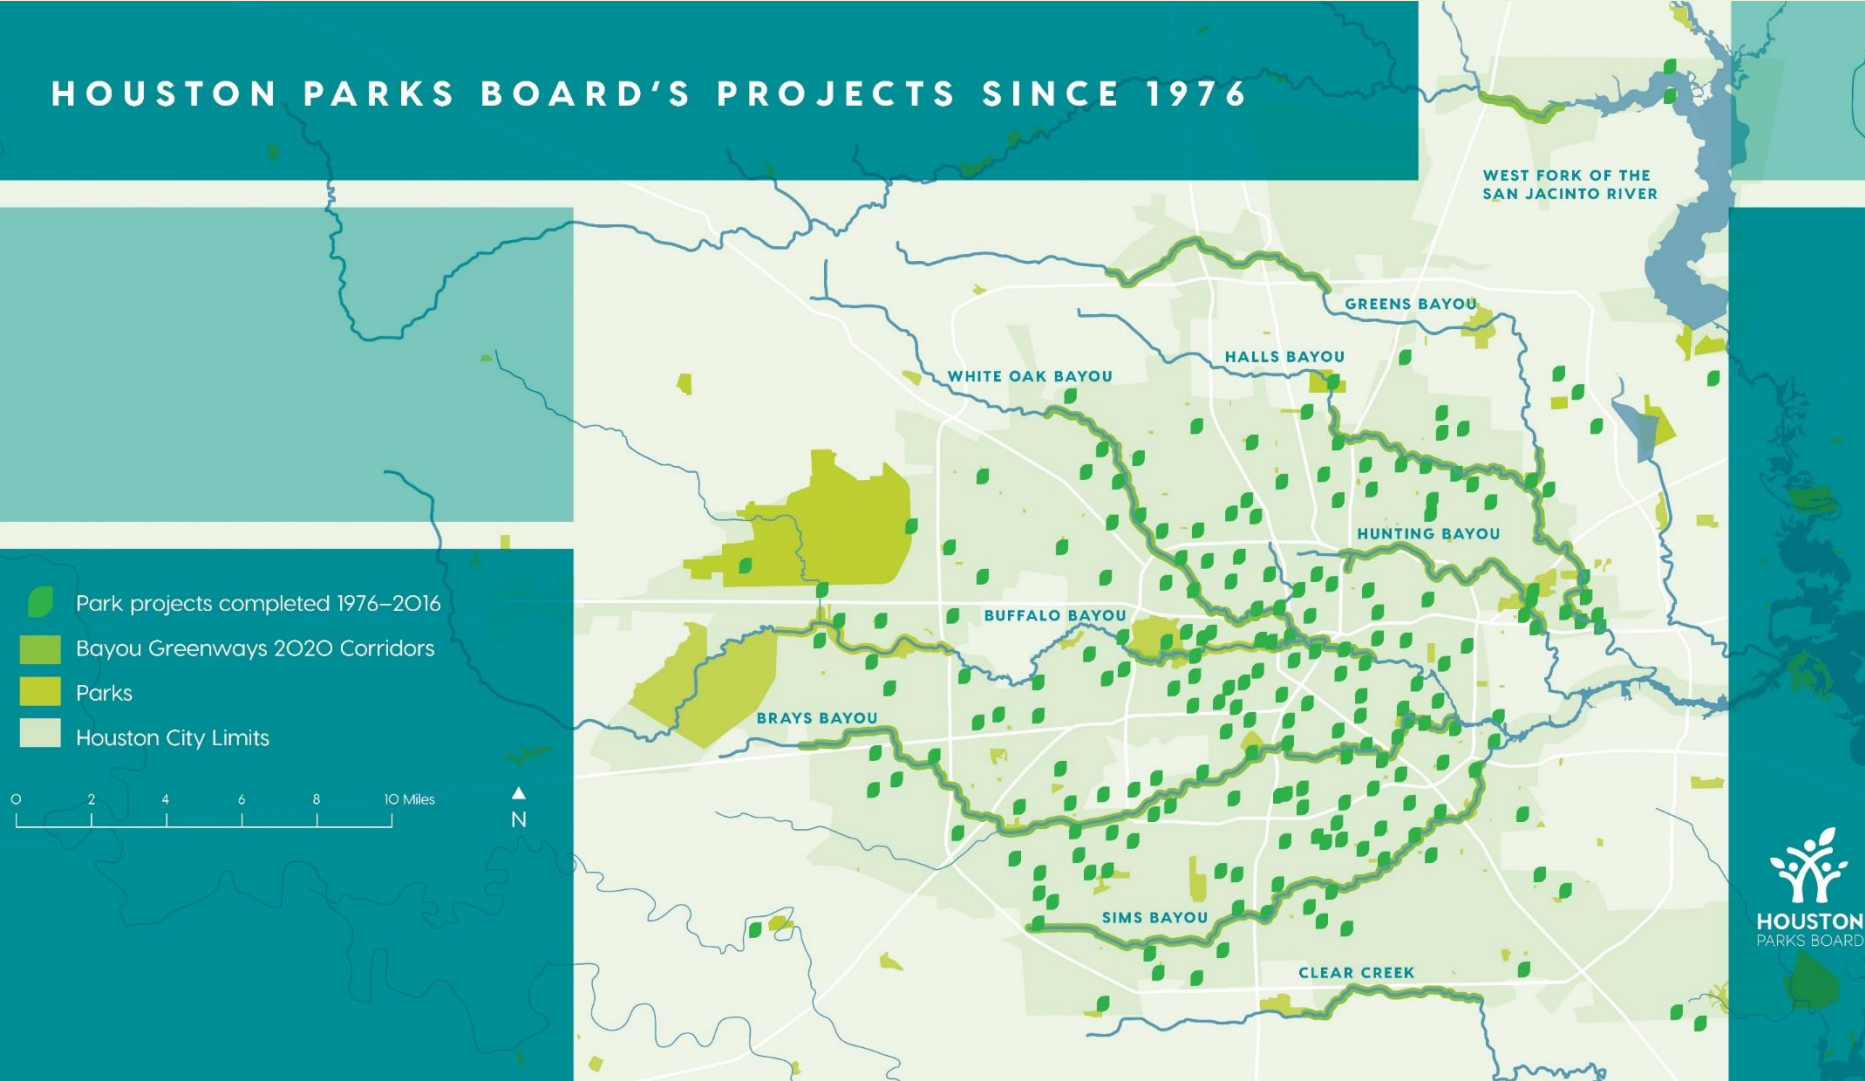 HOUSTON PARKS BOARD'S PROJECTS SINCE 1976
WEST FORK OF THE
SAN JACINTO RIVER
GREENS BAYOU
HALLS BAYOU
WHITE OAK BAYOU
HUNTING BAYOU
BUFFALO BAYOU
BRAYS BAYOU
SIMS BAYOU
CLEAR CREEK
Park projects completed 1976–2016
Bayou Greenways 2020 Corridors
Parks
Houston City Limits
0 2 4 6 8 10 Miles
N
HOUSTON
PARKS BOARD